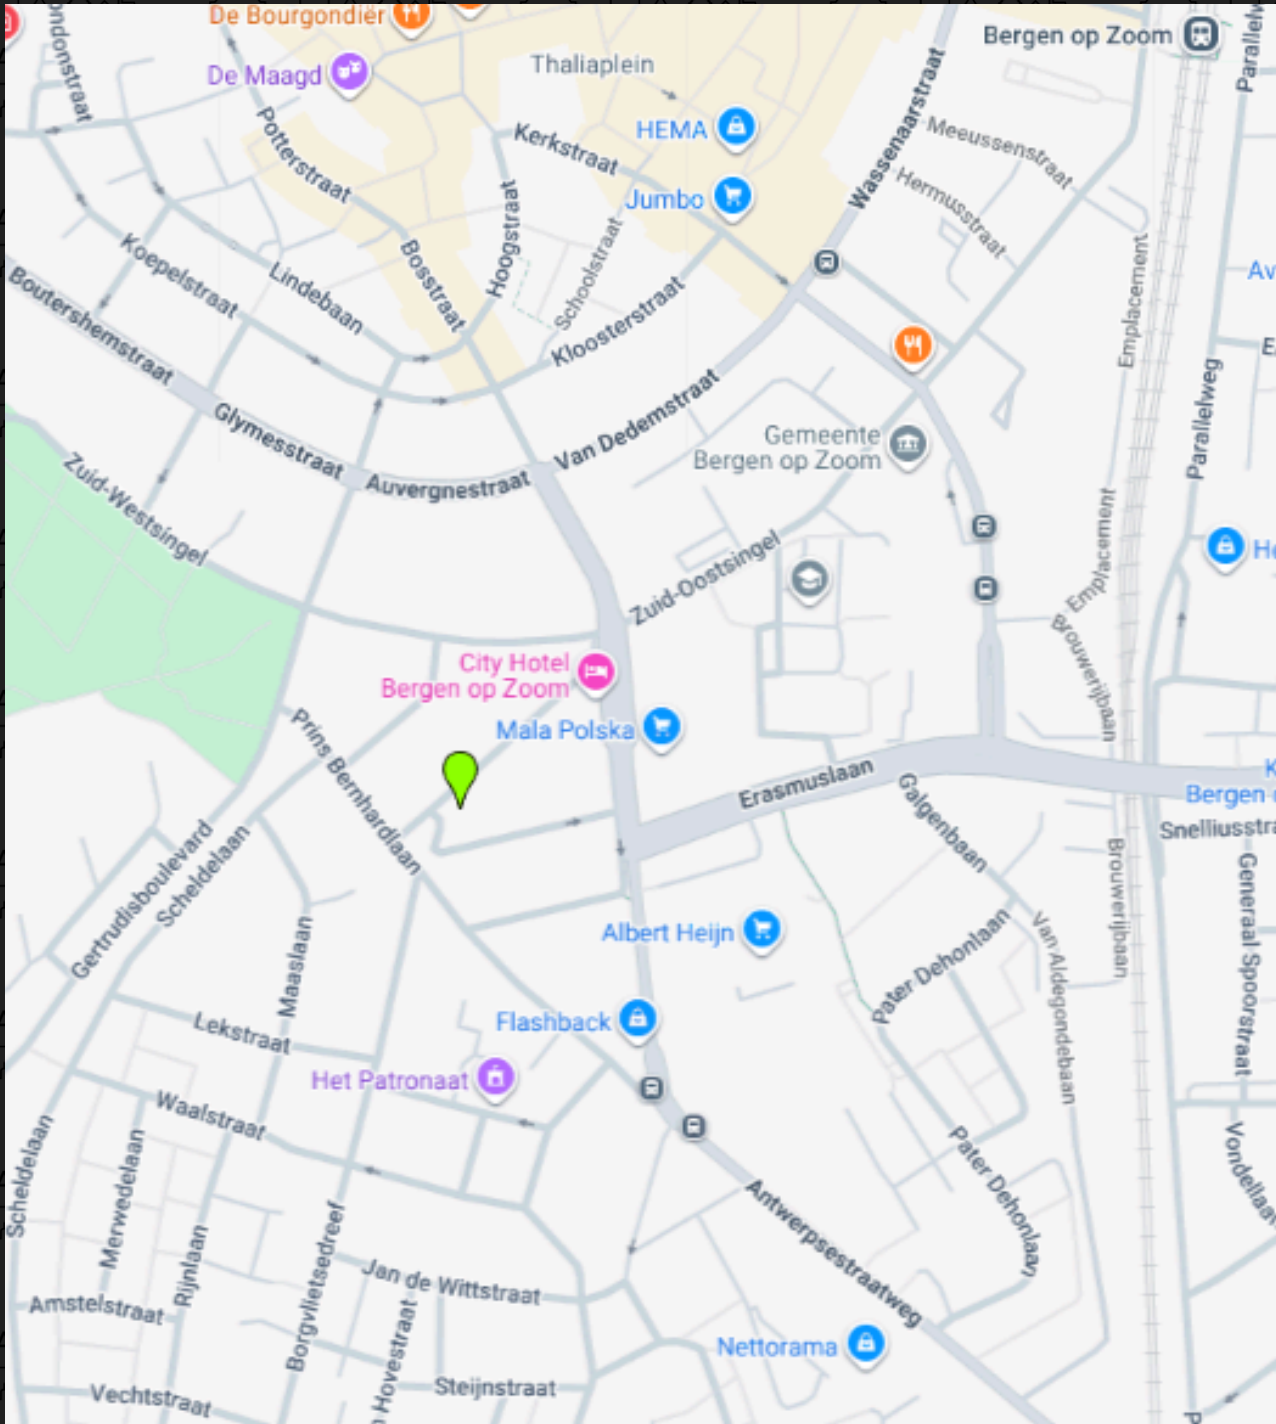 De Bourgondiër
Bergen op Zoom
De Maagd
Thaliaplein
HEMA
Kerkstraat
Wassenaarstraat
Meeussenstraat
Potterstraat
Hoogstraat
Jumbo
Hermusstraat
Schoolstraat
Koepelstraat
Lindebaan
Bosstraat
Emplacement
Boutershemstraat
Kloosterstraat
Parallelweg
Glymesstraat
Van Dedemstraat
Gemeente
Bergen op Zoom
Auvergnestraat
Zuid-Westsingel
Zuid-Oostsingel
Emplacement
Brouwerijbaan
City Hotel
Bergen op Zoom
Mala Polska
Prins Bernhardlaan
Erasmuslaan
Galgenbaan
Bergen
Gertrudisboulevard
Scheldelaan
Brouwerijbaan
Generaal Spoorstraat
Maaslaan
Albert Heijn
Pater Dehonlaan
Van Aldegondebaan
Lekstraat
Flashback
Het Patronaat
Waalstraat
Scheldelaan
Merwedelaan
Pater Dehonlaan
Antwerpsestraatweg
Rijnlaan
Borgvlietsedreef
Jan de Wittstraat
Amstelstraat
Nettorama
Vechtstraat
Steijnstraat